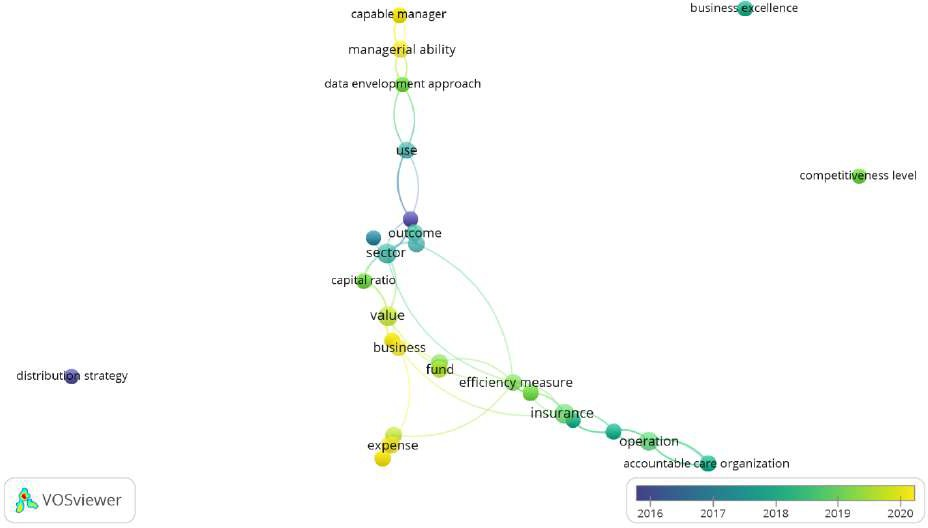 capable manager
business excellence
managerial ability
data envelopment approach
use
competitiveness level
outcome
sector
capital ratio
value
business
fund
distribution strategy
efficiency measure
insurance
operation
expense
accountable care organization
VOSviewer
2016 2017 2018 2019 2020